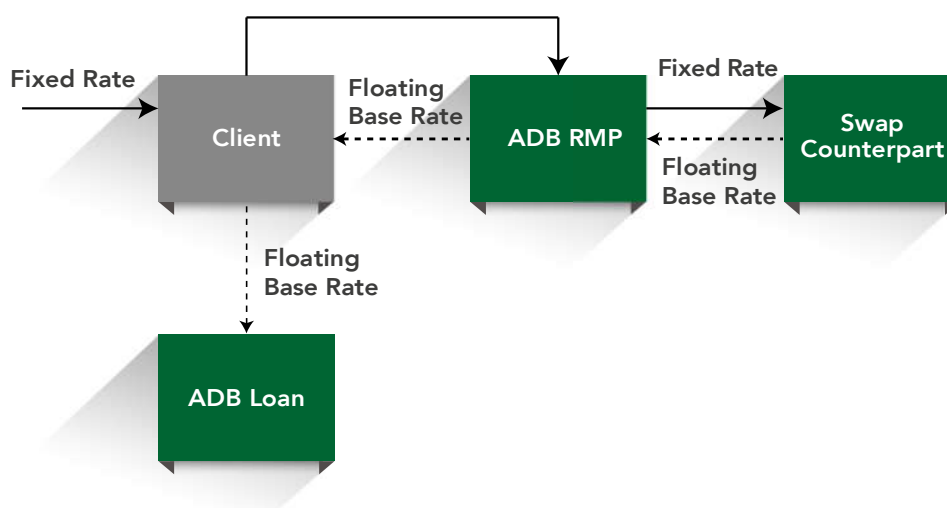 Fixed Rate
Client
Floating
Base Rate
ADB RMP
Fixed Rate
Floating
Base Rate
Swap
Counterpart
Floating
Base Rate
ADB Loan